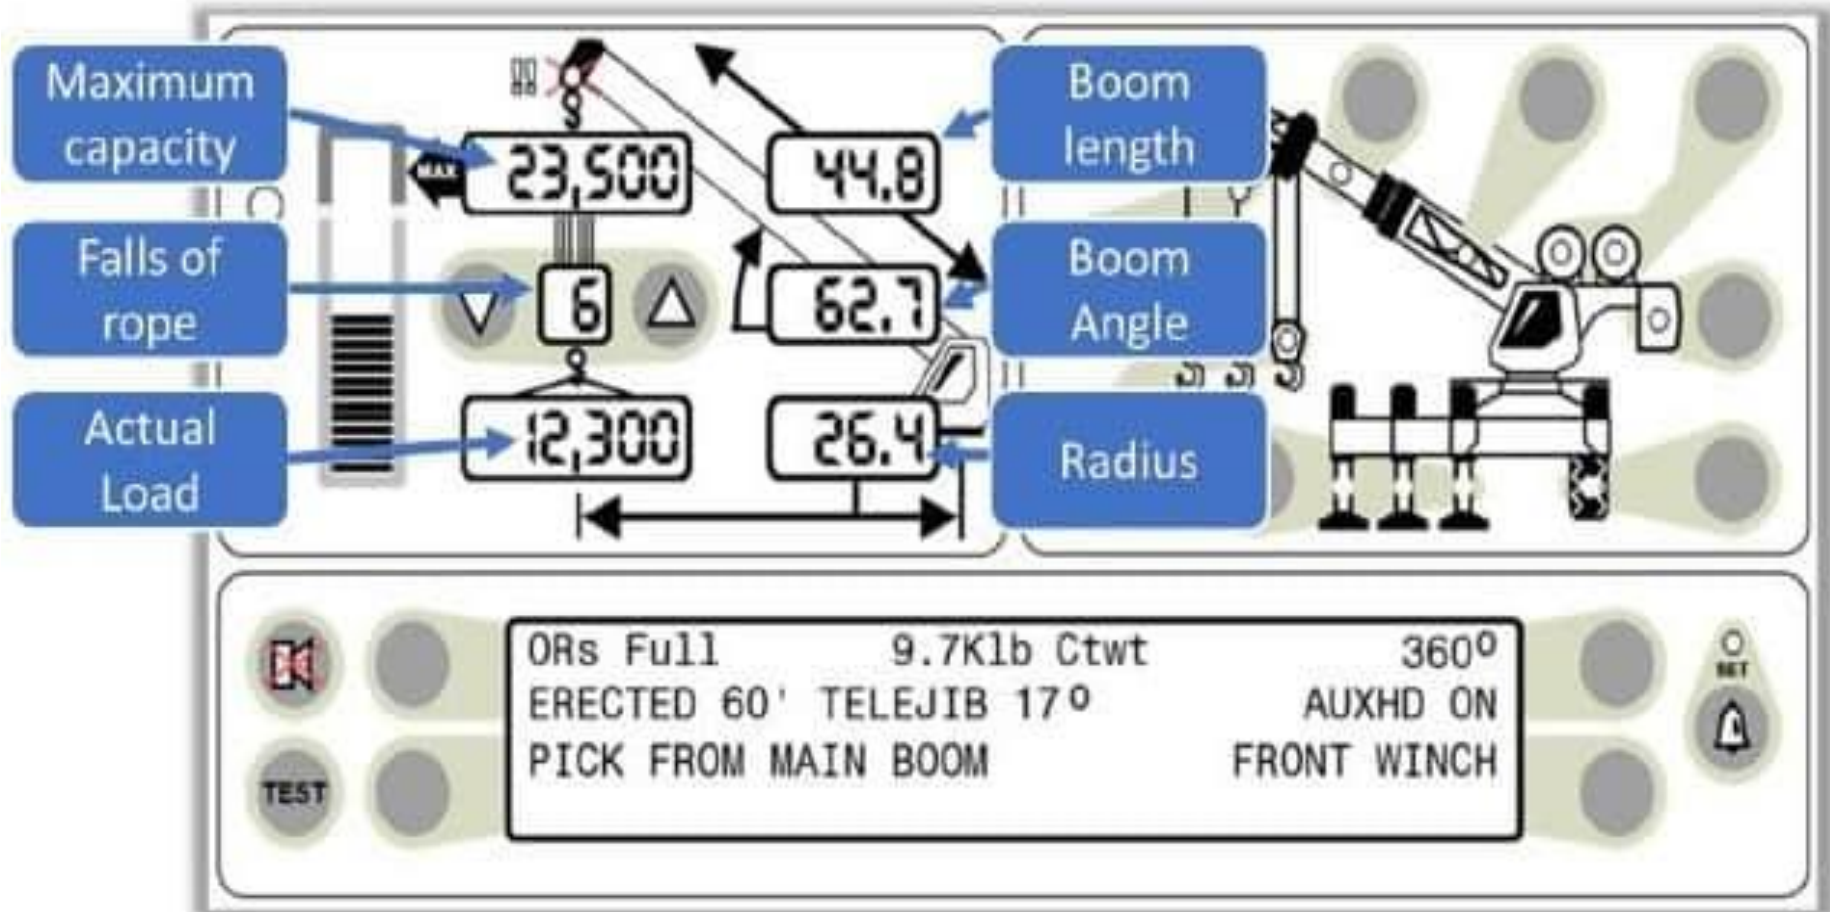 Maximum
capacity
MAX
23,500
Falls of
rope
6
Actual
Load
12,300
Boom
length
44.8
Boom
Angle
62.7
Radius
26.4
ORs Full 9.7Klb Ctwt 360º
ERECTED 60' TELEJIB 17º AUXHD ON
PICK FROM MAIN BOOM FRONT WINCH
TEST
SET